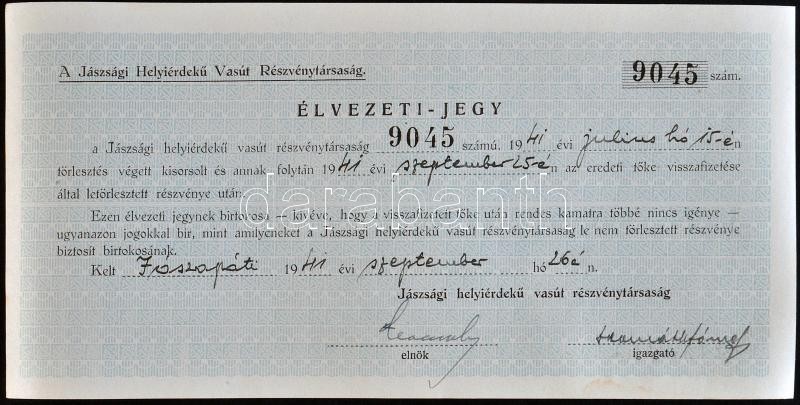 A Jászsági Helyiérdekű Vasút Részvénytársaság.
9045 szám.
ÉLVEZETI-JEGY
a Jászsági helyiérdekű vasút részvénytársaság 9045 számú. 1941 évi julius hó 15-én
törlesztés végett kisorsolt és annak folytán 1941 évi szeptember 25-én az eredeti tőke visszafizetése
által letörlesztett részvénye után.
Ezen élvezeti jegynek birtokosa — kivéve, hogy a visszafizetett tőke után rendes kamatra többé nincs igénye —
ugyanazon jogokkal bir, mint amilyeneket a Jászsági helyiérdekű vasút részvénytársaság le nem törlesztett részvénye
biztosit birtokosának.
Kelt Jászapáti 1941 évi szeptember hó 26-á n.
Jászsági helyiérdekű vasút részvénytársaság
elnök
igazgató
darabanth